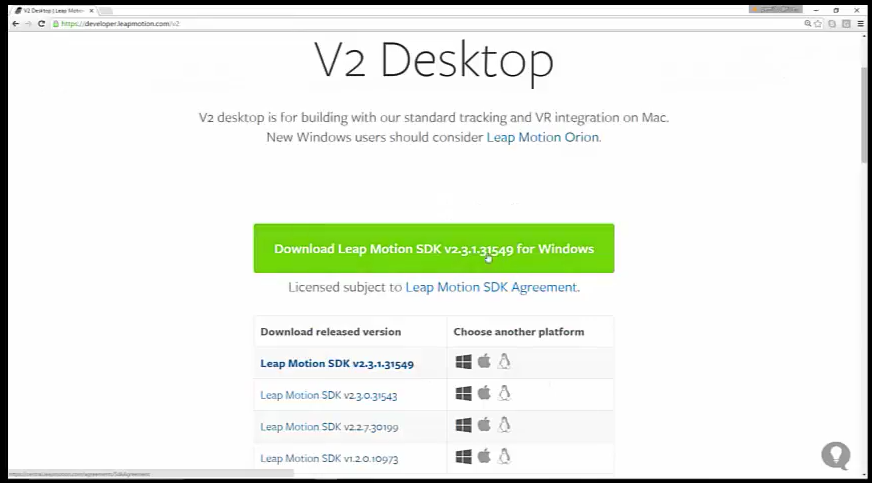 V2 Desktop | Leap Motion
https://developer.leapmotion.com/v2
V2 Desktop
V2 desktop is for building with our standard tracking and VR integration on Mac.
New Windows users should consider Leap Motion Orion.
Download Leap Motion SDK v2.3.1.31549 for Windows
Licensed subject to Leap Motion SDK Agreement.
Download released version Choose another platform
Leap Motion SDK v2.3.1.31549
Leap Motion SDK v2.3.0.31543
Leap Motion SDK v2.2.7.30199
Leap Motion SDK v1.2.0.10973